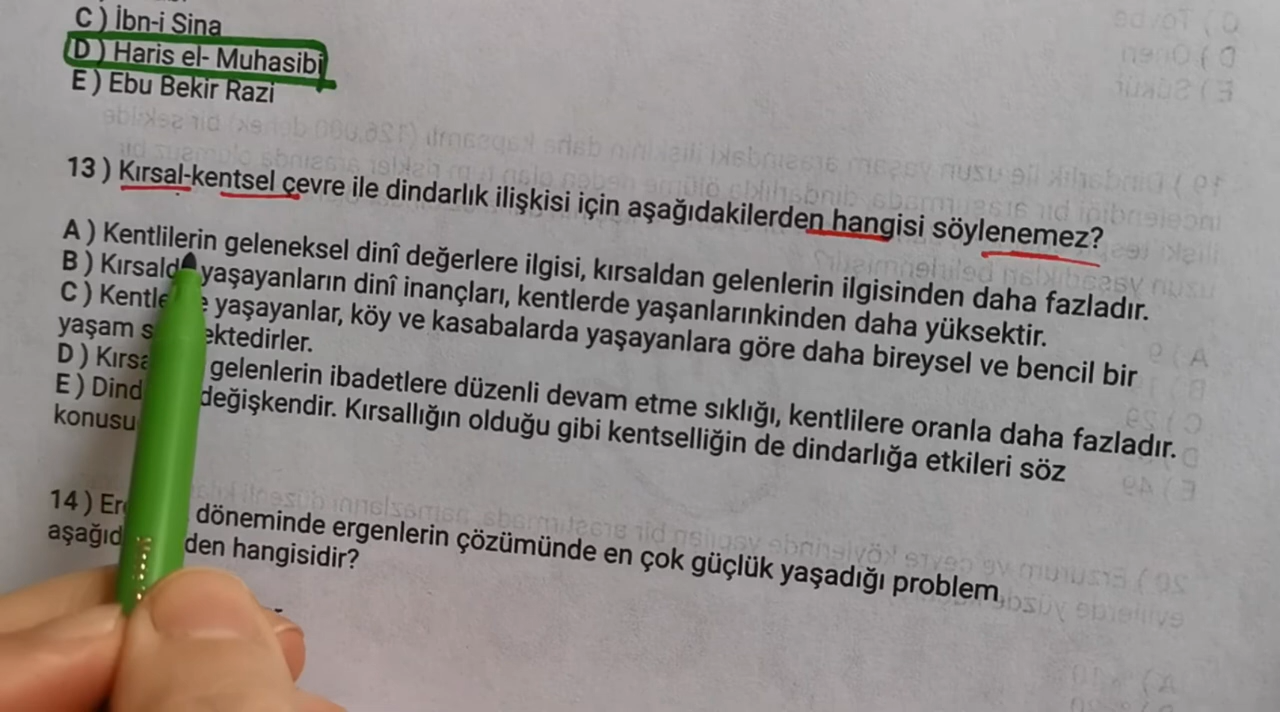 C ) İbn-i Sina
D ) Haris el- Muhasibi
E ) Ebu Bekir Razi
13 ) Kırsal-kentsel çevre ile dindarlık ilişkisi için aşağıdakilerden hangisi söylenemez?
A ) Kentlilerin geleneksel dinî değerlere ilgisi, kırsaldan gelenlerin ilgisinden daha fazladır.
B ) Kırsald yaşayanların dinî inançları, kentlerde yaşanlarınkinden daha yüksektir.
C ) Kentle e yaşayanlar, köy ve kasabalarda yaşayanlara göre daha bireysel ve bencil bir
yaşam s ektedirler.
D ) Kırsa gelenlerin ibadetlere düzenli devam etme sıklığı, kentlilere oranla daha fazladır.
E ) Dind değişkendir. Kırsallığın olduğu gibi kentselliğin de dindarlığa etkileri söz
konusu
14 ) Er döneminde ergenlerin çözümünde en çok güçlük yaşadığı problem
aşağıd den hangisidir?